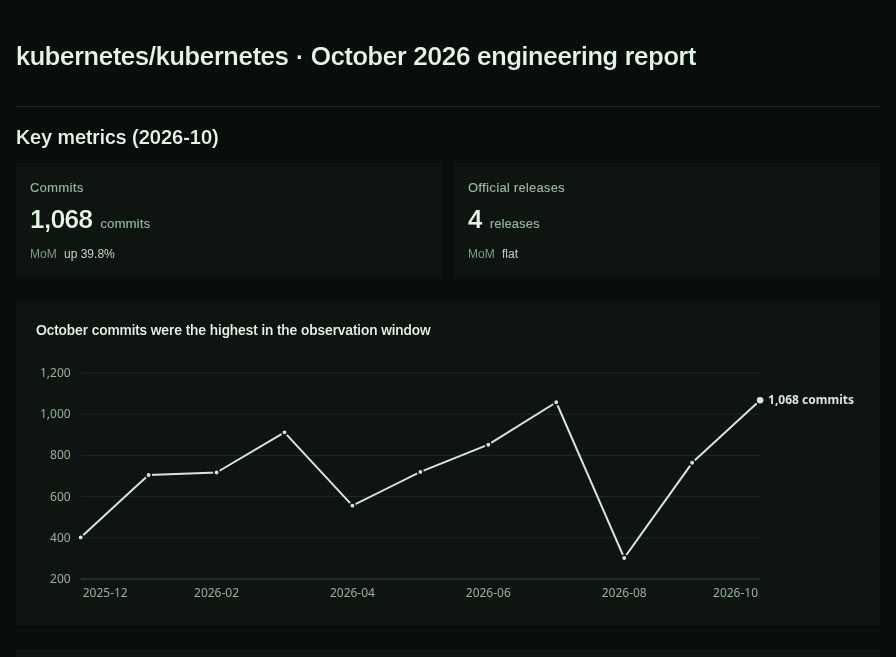 kubernetes/kubernetes · October 2026 engineering report
Key metrics (2026-10)
Commits
1,068 commits
MoM up 39.8%
Official releases
4 releases
MoM flat
October commits were the highest in the observation window
1,200
1,000
800
600
400
200
1,068 commits
2025-12 2026-02 2026-04 2026-06 2026-08 2026-10